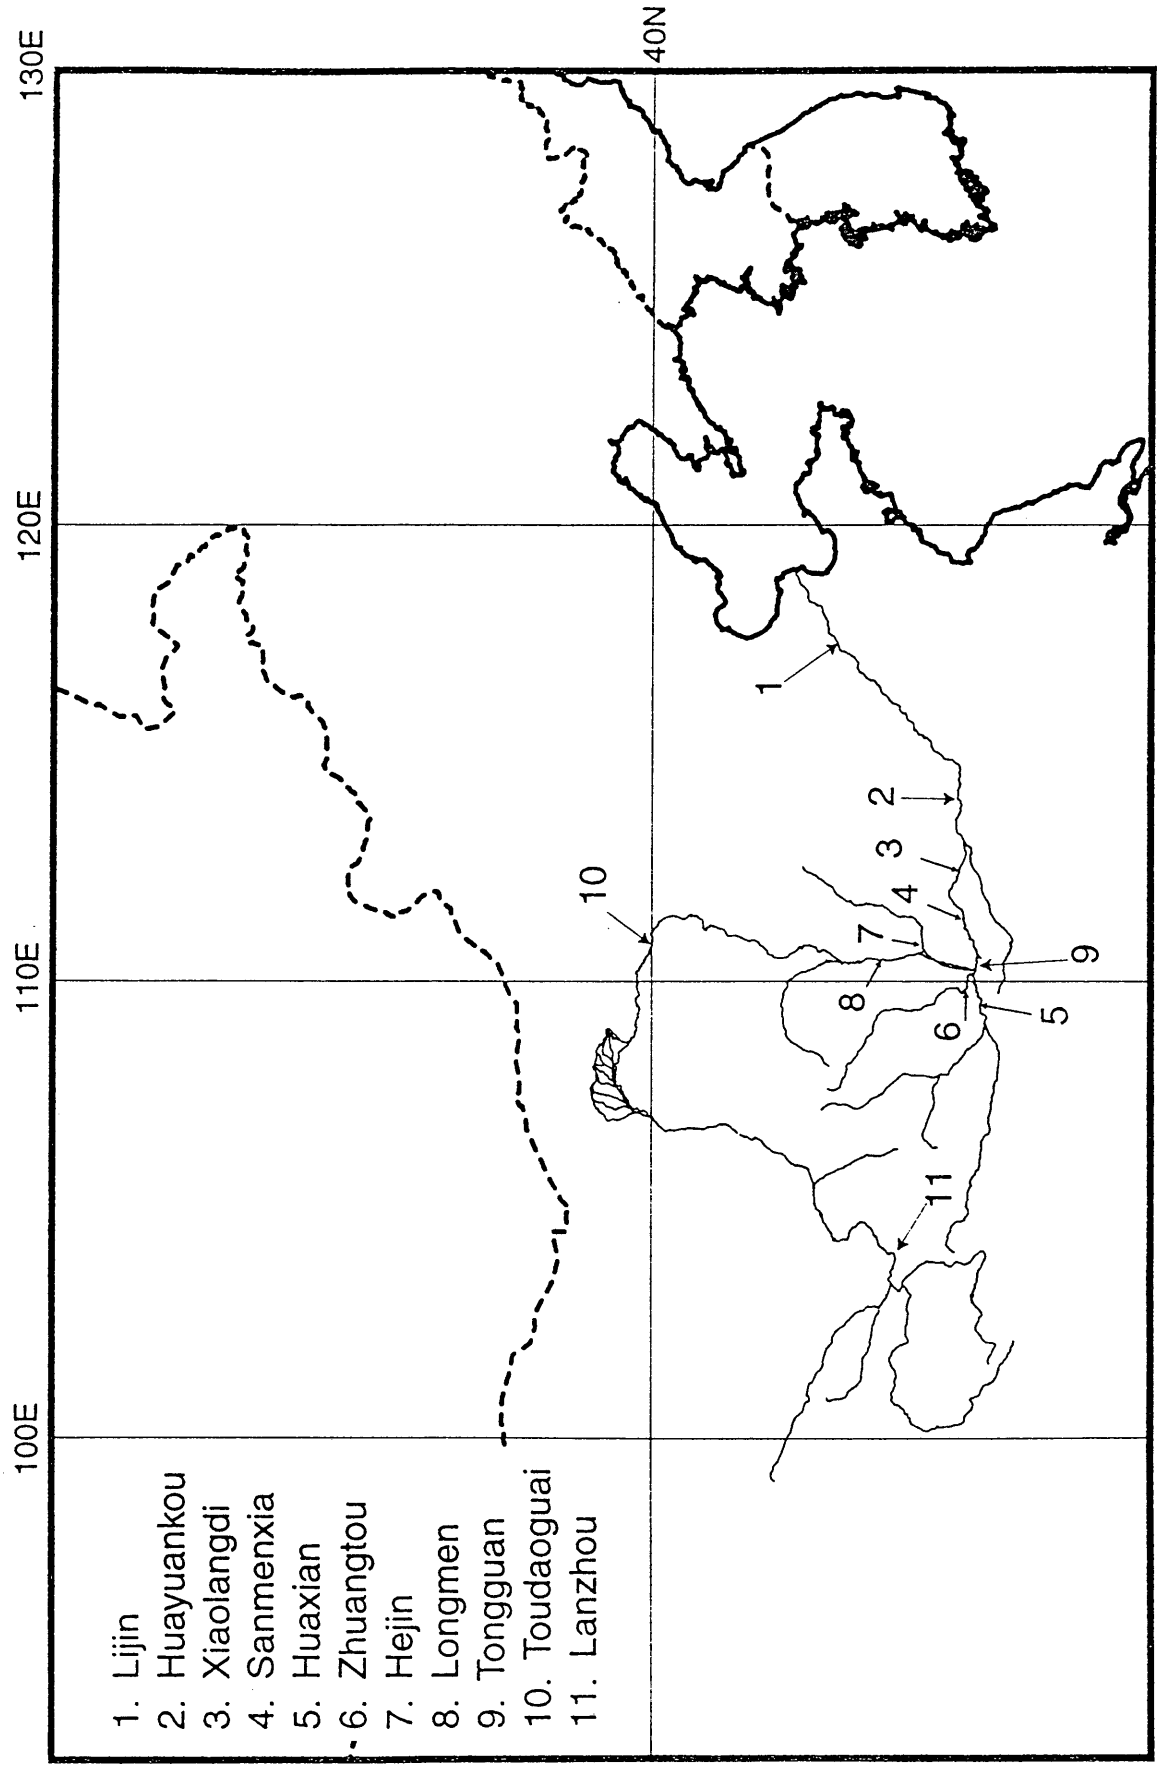 100E
110E
120E
130E
40N
1. Lijin
2. Huayuankou
3. Xiaolangdi
4. Sanmenxia
5. Huaxian
6. Zhuangtou
7. Hejin
8. Longmen
9. Tongguan
10. Toudaoguai
11. Lanzhou
10
1
2
3
4
7
8
6
5
9
11